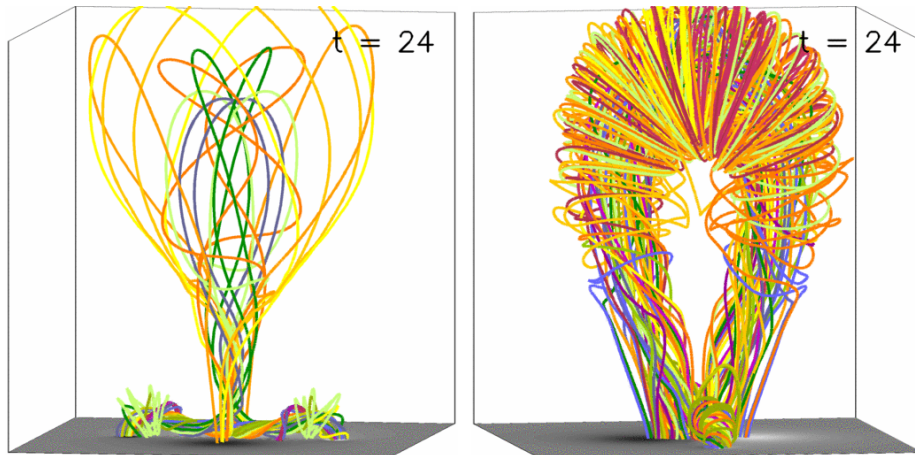 t = 24
t = 24